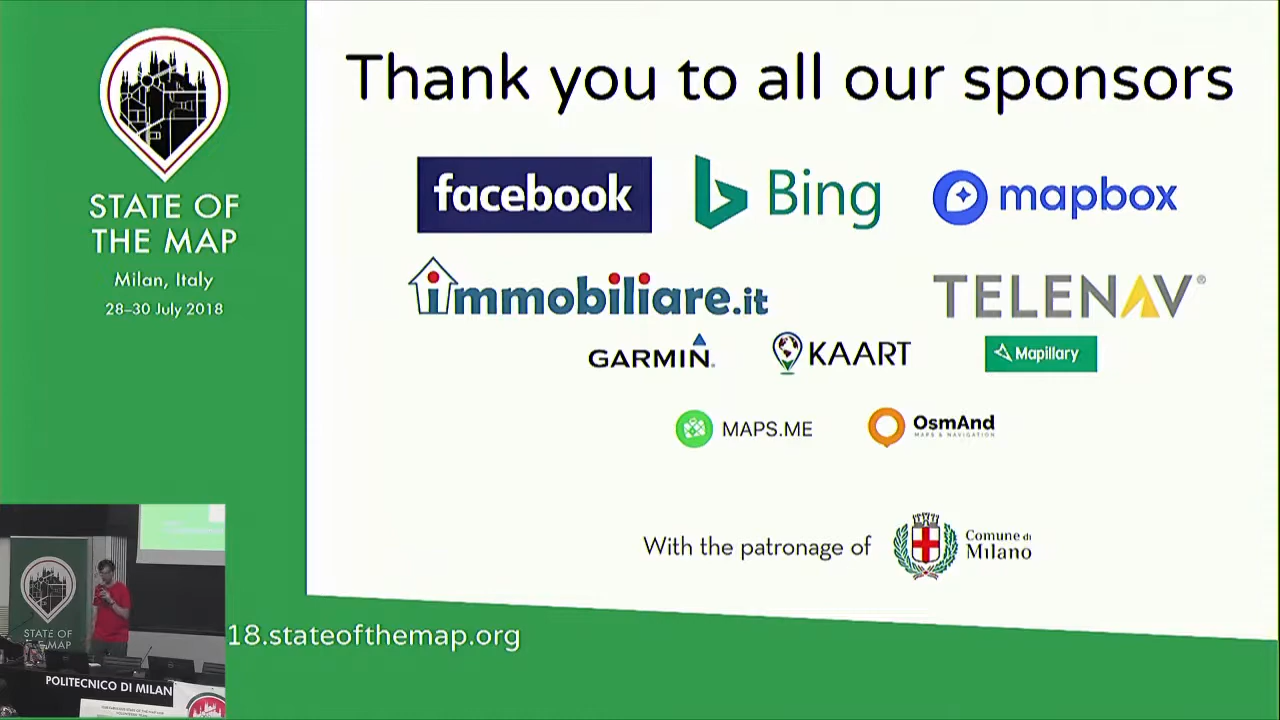 Thank you to all our sponsors
STATE OF
THE MAP
Milan, Italy
28–30 July 2018
facebook
Bing
mapbox
immobiliare.it
TELENAV®
GARMIN
KAART
Mapillary
MAPS.ME
OsmAnd
MAPS & NAVIGATION
With the patronage of
Comune di
Milano
18.stateofthemap.org
STATE OF
THE MAP
POLITECNICO DI MILAN